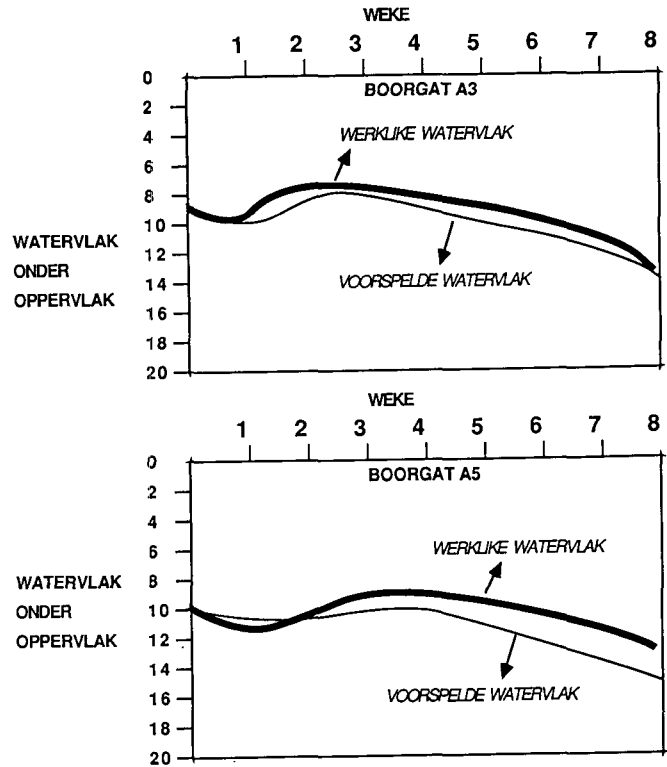 WEKE
1 2 3 4 5 6 7 8
BOORGAT A3
WERKLIKE WATERVLAK
VOORSPELDE WATERVLAK
WATERVLAK
ONDER
OPPERVLAK
0
2
4
6
8
10
12
14
16
18
20
WEKE
1 2 3 4 5 6 7 8
BOORGAT A5
WERKLIKE WATERVLAK
VOORSPELDE WATERVLAK
WATERVLAK
ONDER
OPPERVLAK
0
2
4
6
8
10
12
14
16
18
20